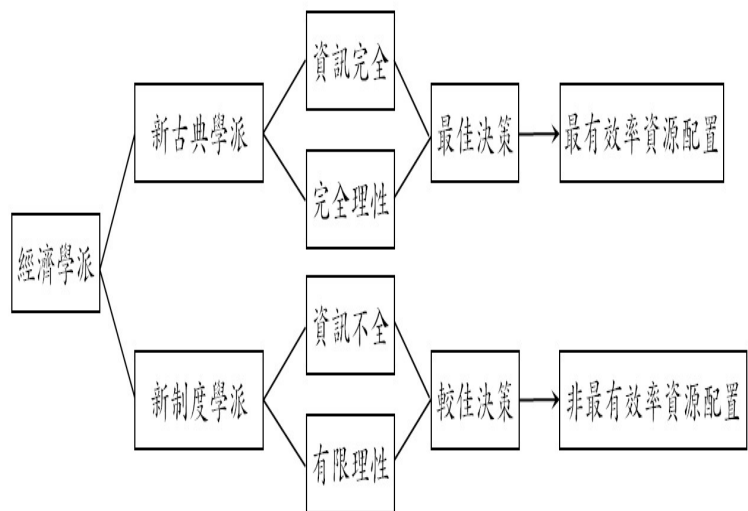 經濟學派
新古典學派
資訊完全
完全理性
最佳決策
最有效率資源配置
新制度學派
資訊不全
有限理性
較佳決策
非最有效率資源配置